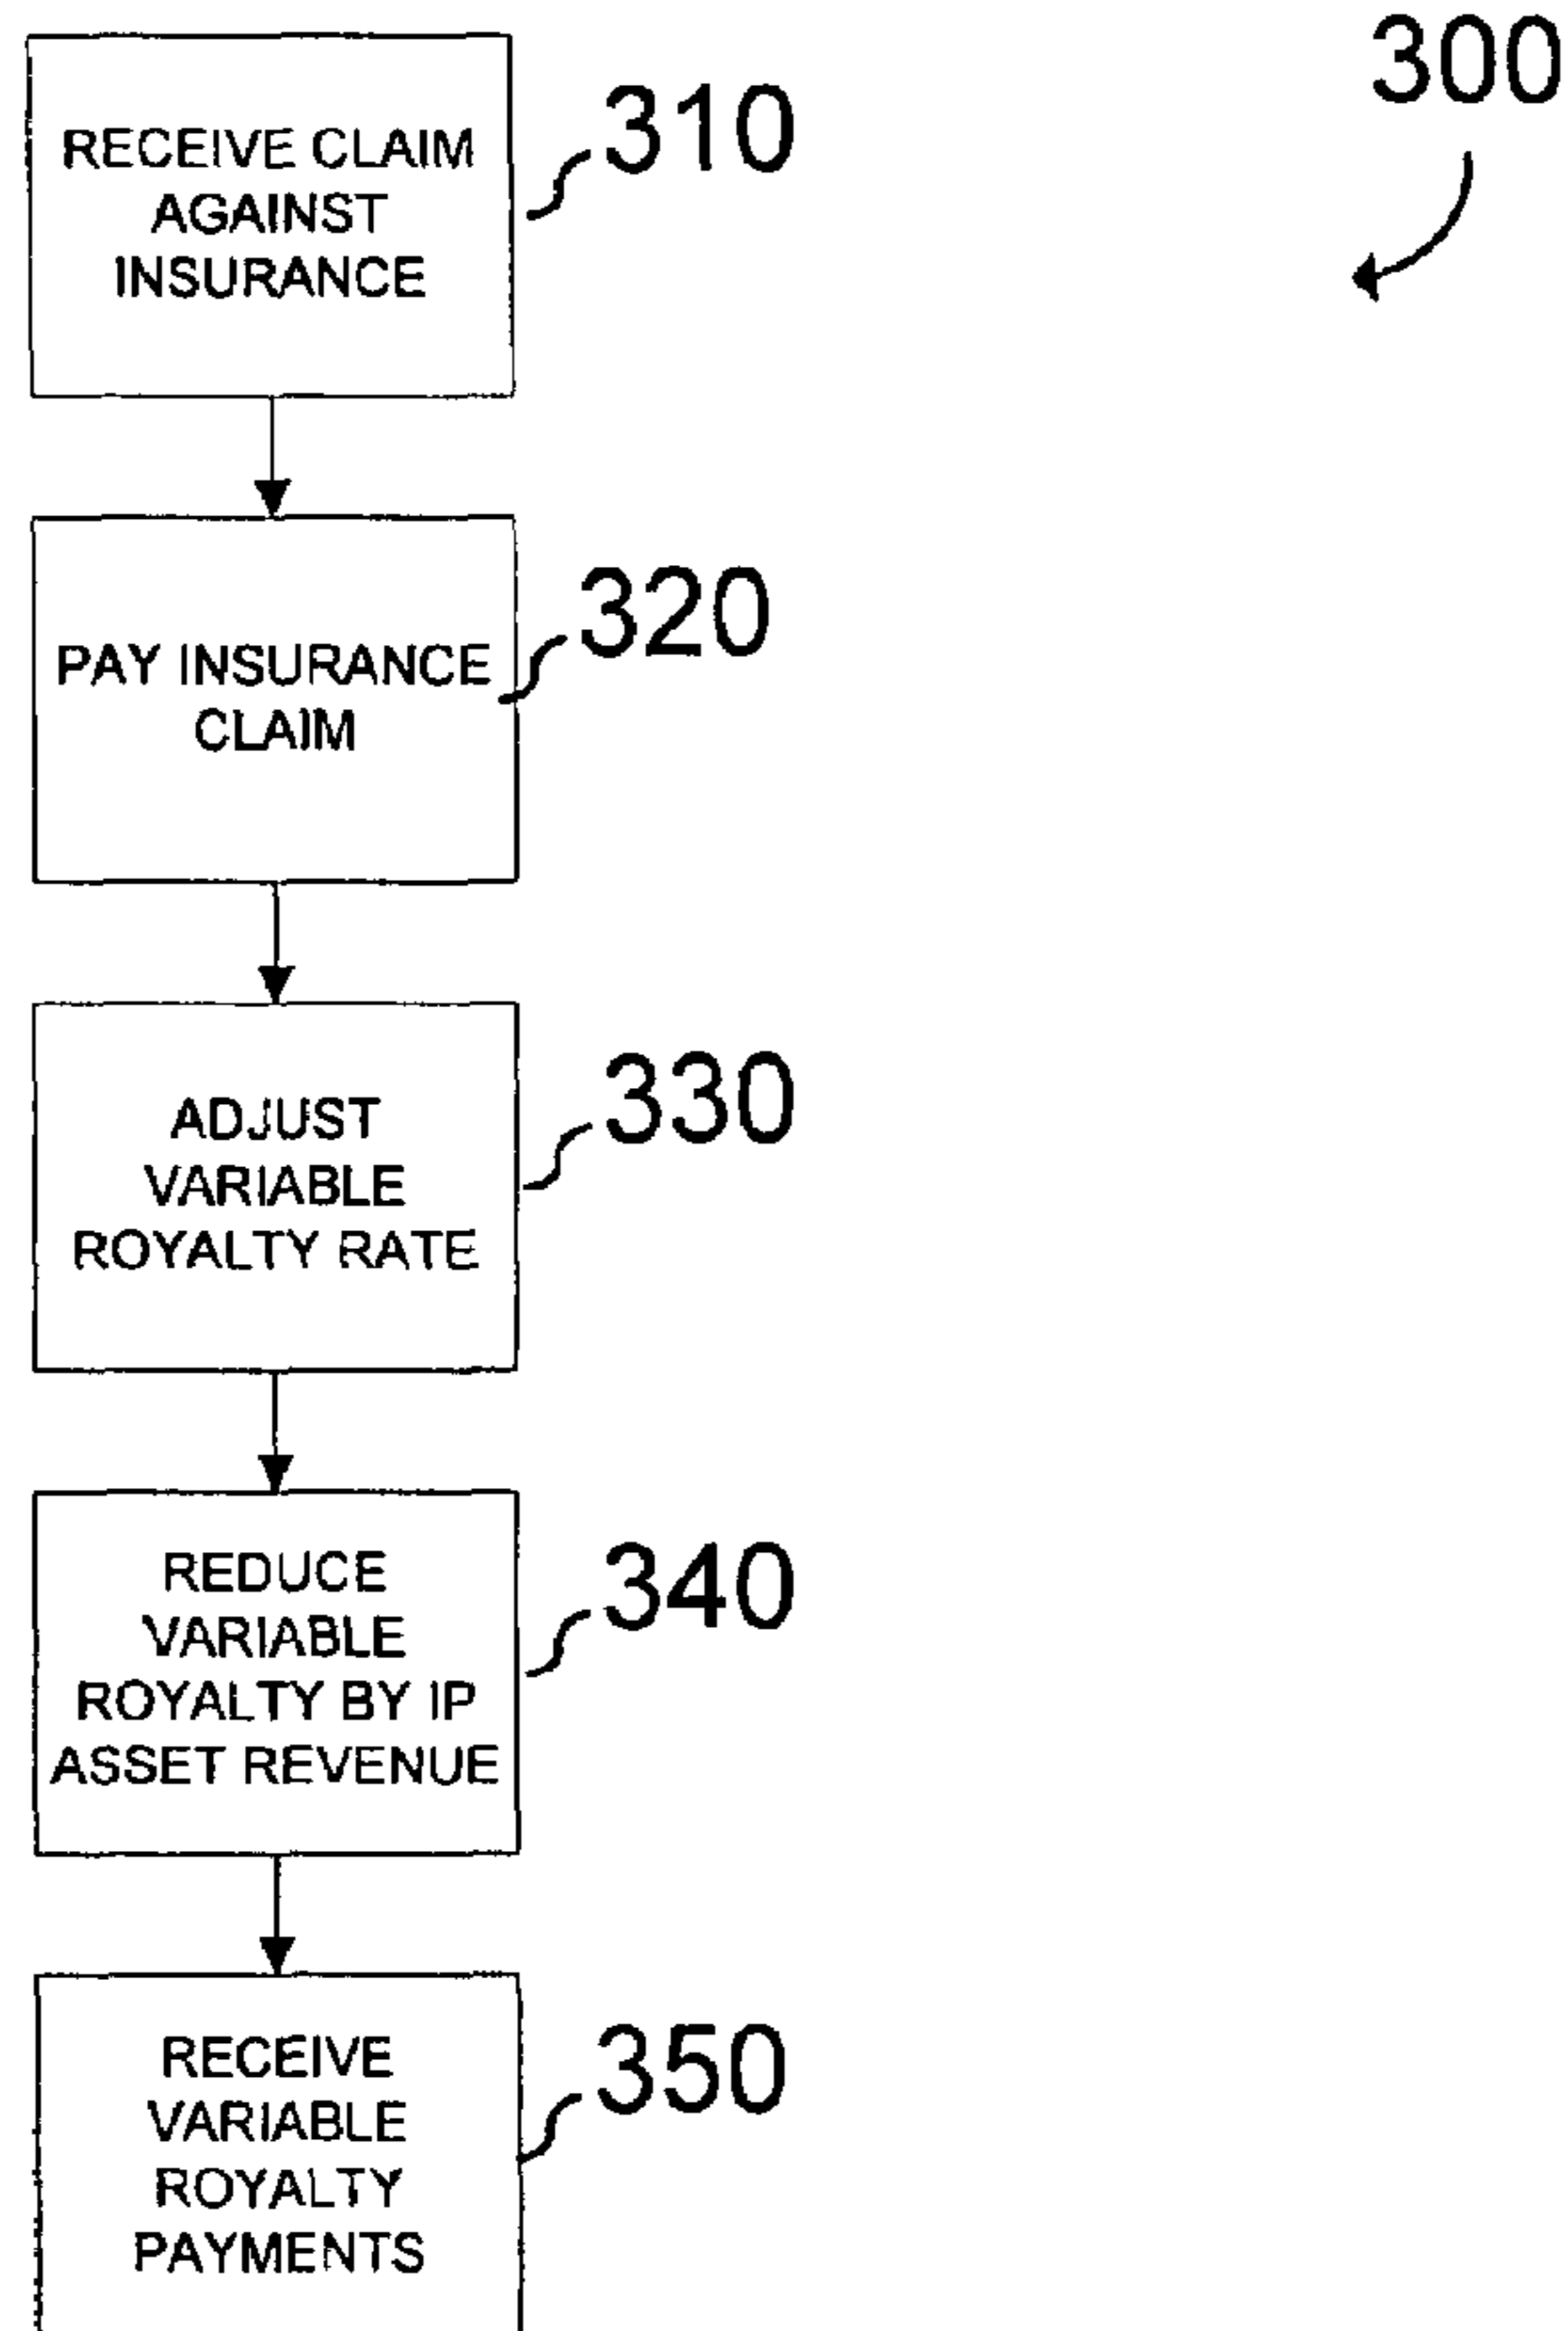 300
RECEIVE CLAIM
AGAINST
INSURANCE
310
PAY INSURANCE
CLAIM
320
ADJUST
VARIABLE
ROYALTY RATE
330
REDUCE
VARIABLE
ROYALTY BY IP
ASSET REVENUE
340
RECEIVE
VARIABLE
ROYALTY
PAYMENTS
350